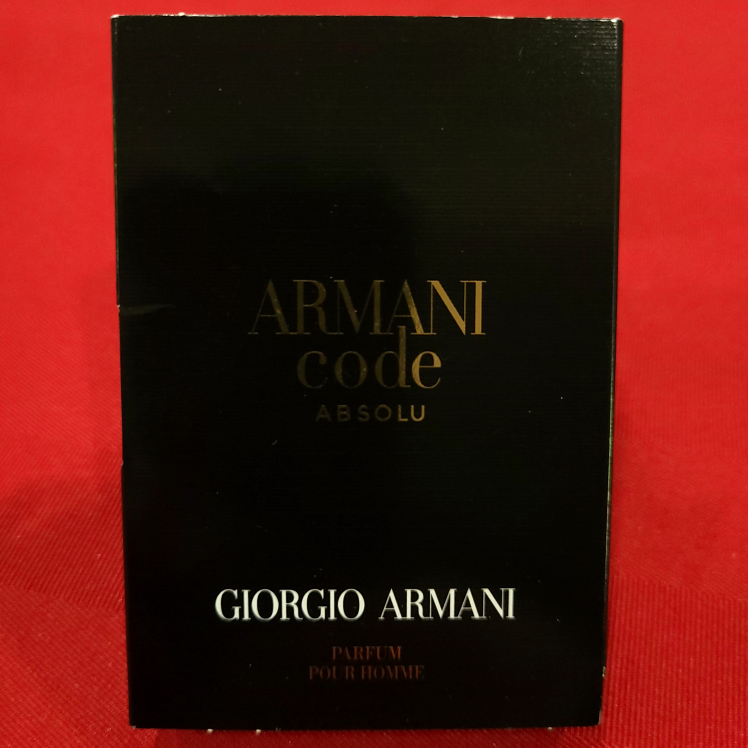 ARMANI
code
ABSOLU
GIORGIO ARMANI
PARFUM
POUR HOMME